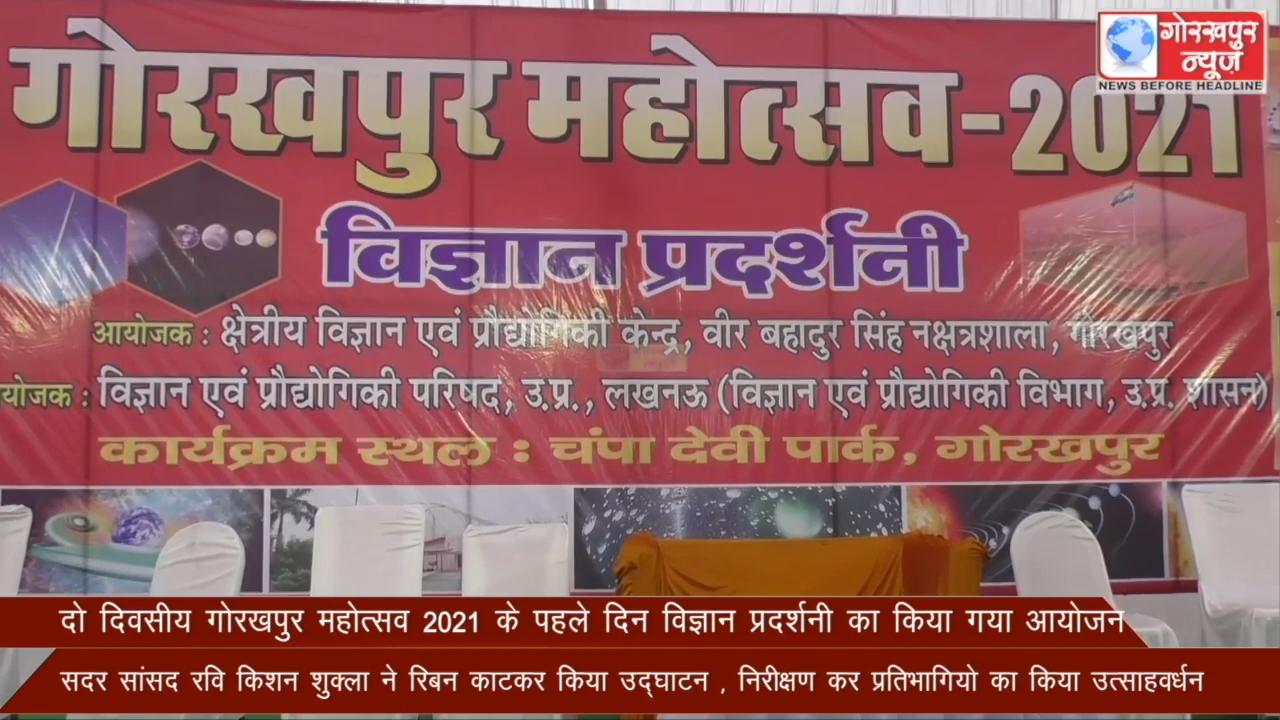 गोरखपुर
न्यूज़
NEWS BEFORE HEADLINE
गोरखपुर महोत्सव-2021
विज्ञान प्रदर्शनी
आयोजक : क्षेत्रीय विज्ञान एवं प्रौद्योगिकी केन्द्र, वीर बहादुर सिंह नक्षत्रशाला, गोरखपुर
योजक : विज्ञान एवं प्रौद्योगिकी परिषद, उ.प्र., लखनऊ (विज्ञान एवं प्रौद्योगिकी विभाग, उ.प्र. शासन)
कार्यक्रम स्थल : चंपा देवी पार्क, गोरखपुर
दो दिवसीय गोरखपुर महोत्सव 2021 के पहले दिन विज्ञान प्रदर्शनी का किया गया आयोजन
सदर सांसद रवि किशन शुक्ला ने रिबन काटकर किया उद्घाटन , निरीक्षण कर प्रतिभागियो का किया उत्साहवर्धन